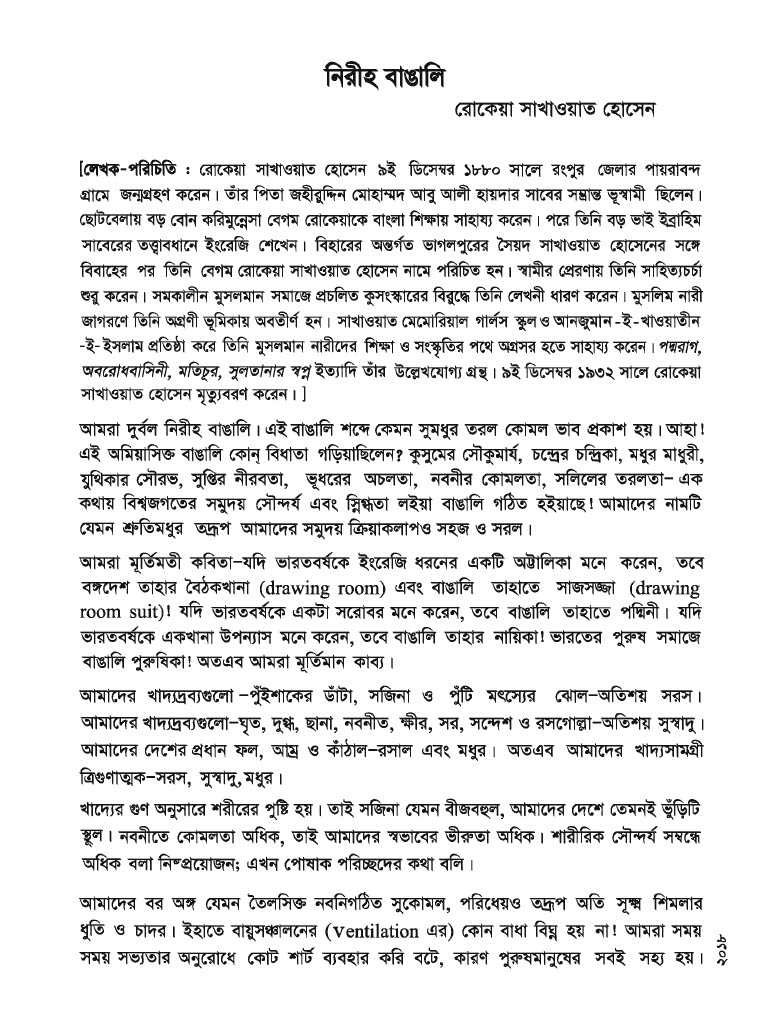 নিরীহ বাঙালি
রোকেয়া সাখাওয়াত হোসেন
[লেখক-পরিচিতি : রোকেয়া সাখাওয়াত হোসেন ৯ই ডিসেম্বর ১৮৮০ সালে রংপুর জেলার পায়রাবন্দ
গ্রামে জন্মগ্রহণ করেন। তাঁর পিতা জহীরুদ্দিন মোহাম্মদ আবু আলী হায়দার সাবের সম্ভ্রান্ত ভূস্বামী ছিলেন।
ছোটবেলায় বড় বোন করিমুন্নেসা বেগম রোকেয়াকে বাংলা শিক্ষায় সাহায্য করেন। পরে তিনি বড় ভাই ইব্রাহিম
সাবেরের তত্ত্বাবধানে ইংরেজি শেখেন। বিহারের অন্তর্গত ভাগলপুরের সৈয়দ সাখাওয়াত হোসেনের সঙ্গে
বিবাহের পর তিনি বেগম রোকেয়া সাখাওয়াত হোসেন নামে পরিচিত হন। স্বামীর প্রেরণায় তিনি সাহিত্যচর্চা
শুরু করেন। সমকালীন মুসলমান সমাজে প্রচলিত কুসংস্কারের বিরুদ্ধে তিনি লেখনী ধারণ করেন। মুসলিম নারী
জাগরণে তিনি অগ্রণী ভূমিকায় অবতীর্ণ হন। সাখাওয়াত মেমোরিয়াল গার্লস স্কুল ও আনজুমান -ই-খাওয়াতীন
-ই- ইসলাম প্রতিষ্ঠা করে তিনি মুসলমান নারীদের শিক্ষা ও সংস্কৃতির পথে অগ্রসর হতে সাহায্য করেন। পদ্মরাগ,
অবরোধবাসিনী, মতিচূর, সুলতানার স্বপ্ন ইত্যাদি তাঁর উল্লেখযোগ্য গ্রন্থ। ৯ই ডিসেম্বর ১৯৩২ সালে রোকেয়া
সাখাওয়াত হোসেন মৃত্যুবরণ করেন। ]
আমরা দুর্বল নিরীহ বাঙালি। এই বাঙালি শব্দে কেমন সুমধুর তরল কোমল ভাব প্রকাশ হয়। আহা!
এই অমিয়াসিক্ত বাঙালি কোন্ বিধাতা গড়িয়াছিলেন? কুসুমের সৌকুমার্য, চন্দ্রের চন্দ্রিকা, মধুর মাধুরী,
যুথিকার সৌরভ, সুপ্তির নীরবতা, ভূধরের অচলতা, নবনীর কোমলতা, সলিলের তরলতা– এক
কথায় বিশ্বজগতের সমুদয় সৌন্দর্য এবং স্নিগ্ধতা লইয়া বাঙালি গঠিত হইয়াছে! আমাদের নামটি
যেমন শ্রুতিমধুর তদ্রূপ আমাদের সমুদয় ক্রিয়াকলাপও সহজ ও সরল।
আমরা মূর্তিমতী কবিতা–যদি ভারতবর্ষকে ইংরেজি ধরনের একটি অট্টালিকা মনে করেন, তবে
বঙ্গদেশ তাহার বৈঠকখানা (drawing room) এবং বাঙালি তাহাতে সাজসজ্জা (drawing
room suit)! যদি ভারতবর্ষকে একটা সরোবর মনে করেন, তবে বাঙালি তাহাতে পদ্মিনী। যদি
ভারতবর্ষকে একখানা উপন্যাস মনে করেন, তবে বাঙালি তাহার নায়িকা! ভারতের পুরুষ সমাজে
বাঙালি পুরুষিকা! অতএব আমরা মূর্তিমান কাব্য।
আমাদের খাদ্যদ্রব্যগুলো –পুঁইশাকের ডাঁটা, সজিনা ও পুঁটি মৎস্যের ঝোল–অতিশয় সরস।
আমাদের খাদ্যদ্রব্যগুলো–ঘৃত, দুগ্ধ, ছানা, নবনীত, ক্ষীর, সর, সন্দেশ ও রসগোল্লা–অতিশয় সুস্বাদু।
আমাদের দেশের প্রধান ফল, আম্র ও কাঁঠাল–রসাল এবং মধুর। অতএব আমাদের খাদ্যসামগ্রী
ত্রিগুণাত্মক–সরস, সুস্বাদু, মধুর।
খাদ্যের গুণ অনুসারে শরীরের পুষ্টি হয়। তাই সজিনা যেমন বীজবহুল, আমাদের দেশে তেমনই ভুঁড়িটি
স্থূল। নবনীতে কোমলতা অধিক, তাই আমাদের স্বভাবের ভীরুতা অধিক। শারীরিক সৌন্দর্য সম্বন্ধে
অধিক বলা নিষ্প্রয়োজন; এখন পোষাক পরিচ্ছদের কথা বলি।
আমাদের বর অঙ্গ যেমন তৈলসিক্ত নবনিগঠিত সুকোমল, পরিধেয়ও তদ্রূপ অতি সূক্ষ্ম শিমলার
ধুতি ও চাদর। ইহাতে বায়ুসঞ্চালনের (Ventilation এর) কোন বাধা বিঘ্ন হয় না! আমরা সময়
সময় সভ্যতার অনুরোধে কোট শার্ট ব্যবহার করি বটে, কারণ পুরুষমানুষের সবই সহ্য হয়।
২০১৮